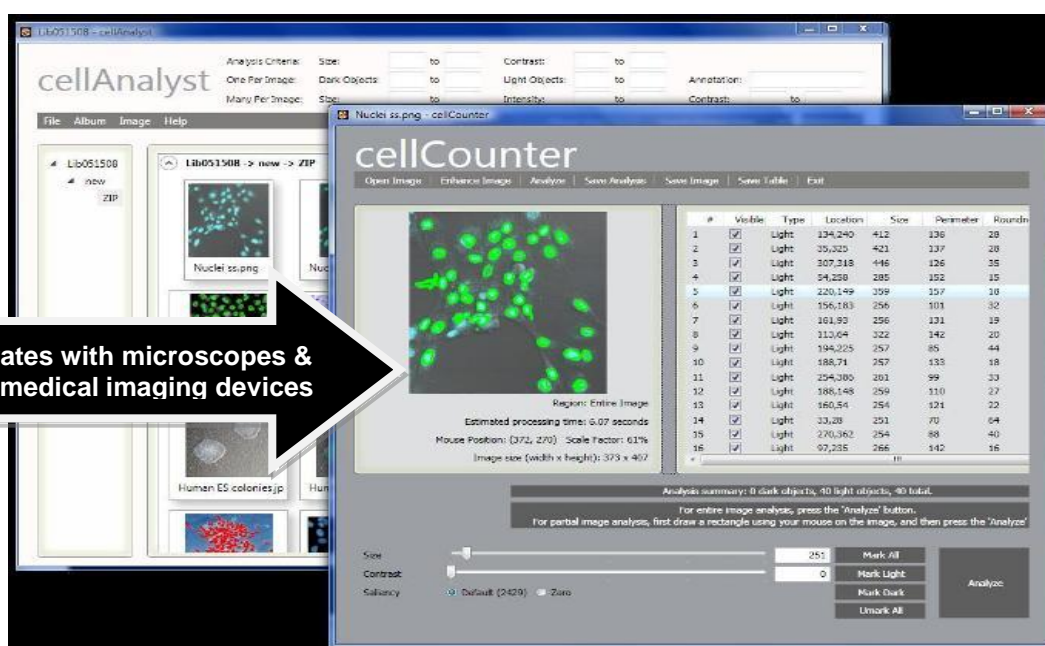 Lib051508 - cellAnalyst
cellAnalyst
Analysis Criteria: Size: to Contrast: to
One Per Image: Dark Objects: to Light Objects: to Annotation:
Many Per Image: Size: to Intensity: to Contrast: to
File Album Image Help
Lib051508
new
ZIP
Lib051508 -> new -> ZIP
Nuclei ss.png
Nuc
Human ES colonies.jp
Hum
ates with microscopes &
medical imaging devices
Nuclei ss.png - cellCounter
cellCounter
Open Image Enhance Image Analyze Save Analysis Save Image Save Table Exit
# Visible Type Location Size Perimeter Roundn
1 Light 134,240 412 136 28
2 Light 35,325 421 137 28
3 Light 307,318 446 126 35
4 Light 54,258 285 152 15
5 Light 220,149 359 157 18
6 Light 156,183 256 101 32
7 Light 161,93 256 131 19
8 Light 113,64 322 142 20
9 Light 194,225 257 85 44
10 Light 188,71 257 133 18
11 Light 254,386 261 99 33
12 Light 188,148 259 110 27
13 Light 160,54 254 121 22
14 Light 33,28 251 70 64
15 Light 270,362 254 88 40
16 Light 97,235 266 142 16
Region: Entire Image
Estimated processing time: 6.07 seconds
Mouse Position: (372, 270) Scale Factor: 61%
Image size (width x height): 373 x 407
Analysis summary: 0 dark objects, 40 light objects, 40 total.
For entire image analysis, press the 'Analyze' button.
For partial image analysis, first draw a rectangle using your mouse on the image, and then press the 'Analyze'
Size 251 Mark All
Contrast 0 Mark Light
Saliency Default (2429) Zero Mark Dark
Umark All
Analyze